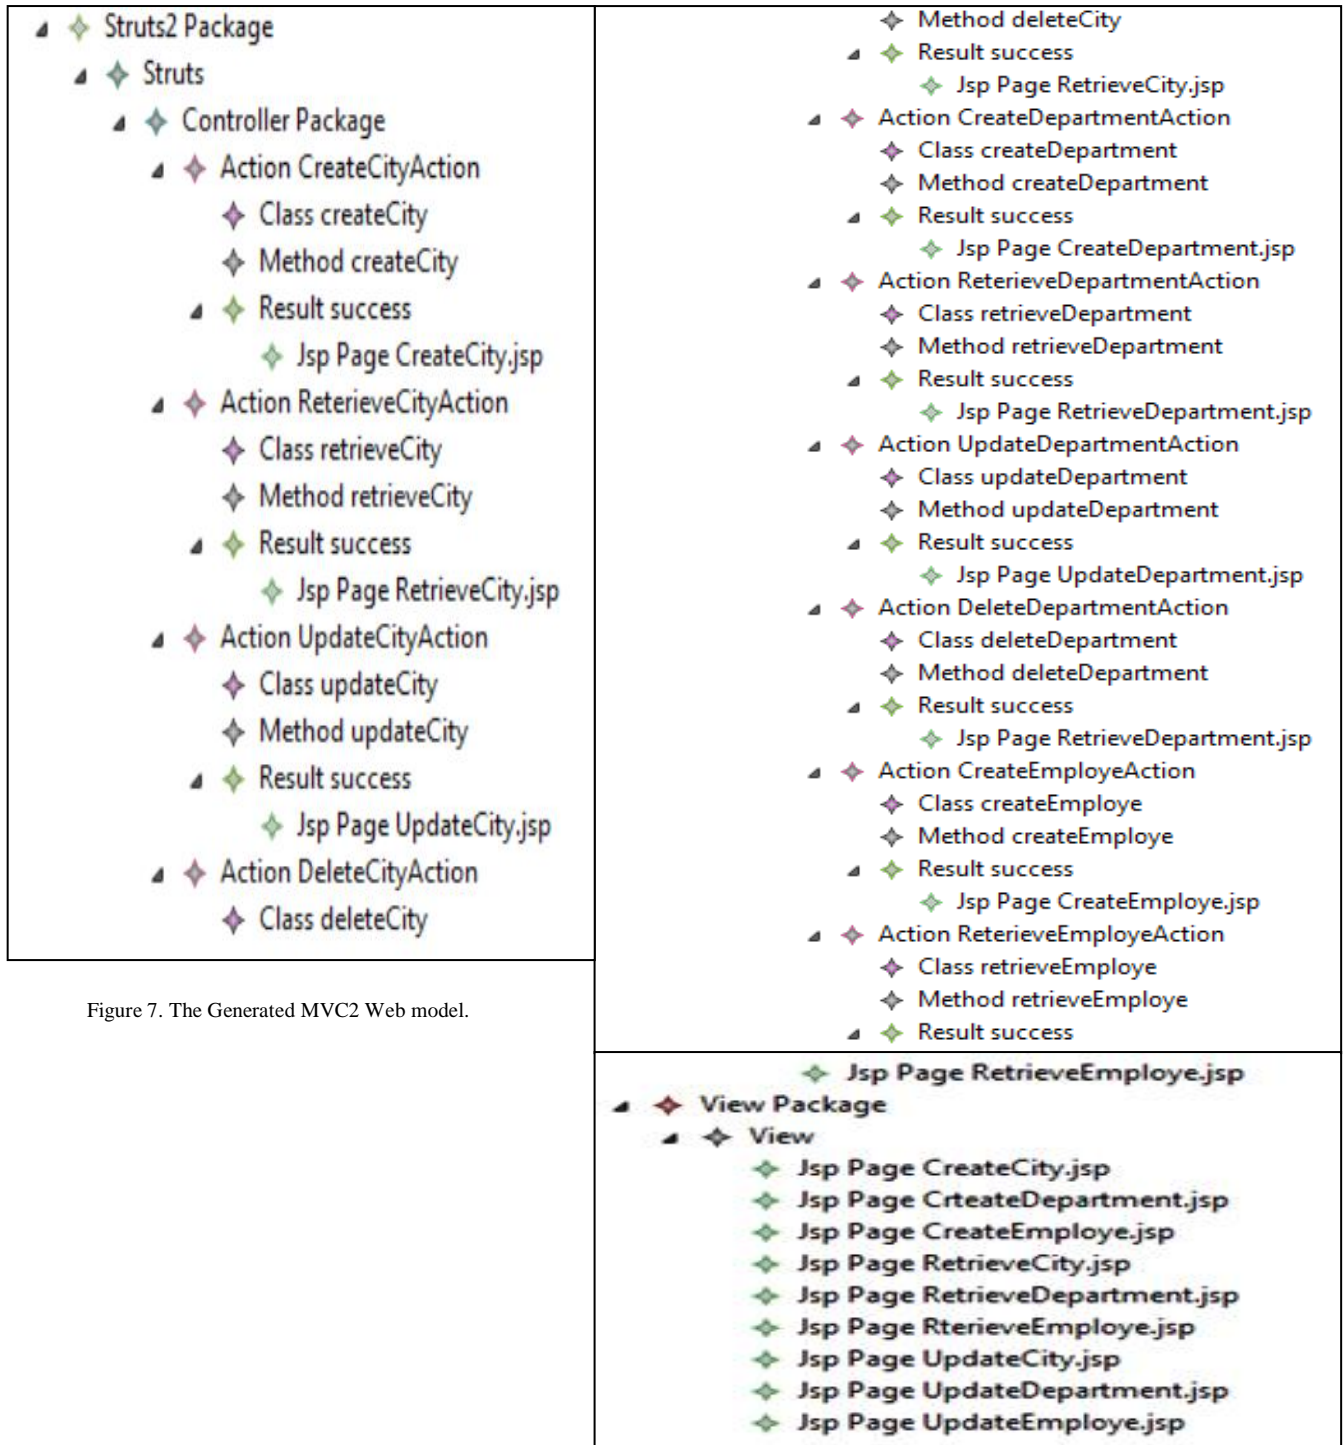 Struts2 Package
Struts
Controller Package
Action CreateCityAction
Class createCity
Method createCity
Result success
Jsp Page CreateCity.jsp
Action ReterieveCityAction
Class retrieveCity
Method retrieveCity
Result success
Jsp Page RetrieveCity.jsp
Action UpdateCityAction
Class updateCity
Method updateCity
Result success
Jsp Page UpdateCity.jsp
Action DeleteCityAction
Class deleteCity
Figure 7. The Generated MVC2 Web model.
Method deleteCity
Result success
Jsp Page RetrieveCity.jsp
Action CreateDepartmentAction
Class createDepartment
Method createDepartment
Result success
Jsp Page CreateDepartment.jsp
Action ReterieveDepartmentAction
Class retrieveDepartment
Method retrieveDepartment
Result success
Jsp Page RetrieveDepartment.jsp
Action UpdateDepartmentAction
Class updateDepartment
Method updateDepartment
Result success
Jsp Page UpdateDepartment.jsp
Action DeleteDepartmentAction
Class deleteDepartment
Method deleteDepartment
Result success
Jsp Page RetrieveDepartment.jsp
Action CreateEmployeAction
Class createEmploye
Method createEmploye
Result success
Jsp Page CreateEmploye.jsp
Action ReterieveEmployeAction
Class retrieveEmploye
Method retrieveEmploye
Result success
Jsp Page RetrieveEmploye.jsp
View Package
View
Jsp Page CreateCity.jsp
Jsp Page CrteateDepartment.jsp
Jsp Page CreateEmploye.jsp
Jsp Page RetrieveCity.jsp
Jsp Page RetrieveDepartment.jsp
Jsp Page RterieveEmploye.jsp
Jsp Page UpdateCity.jsp
Jsp Page UpdateDepartment.jsp
Jsp Page UpdateEmploye.jsp